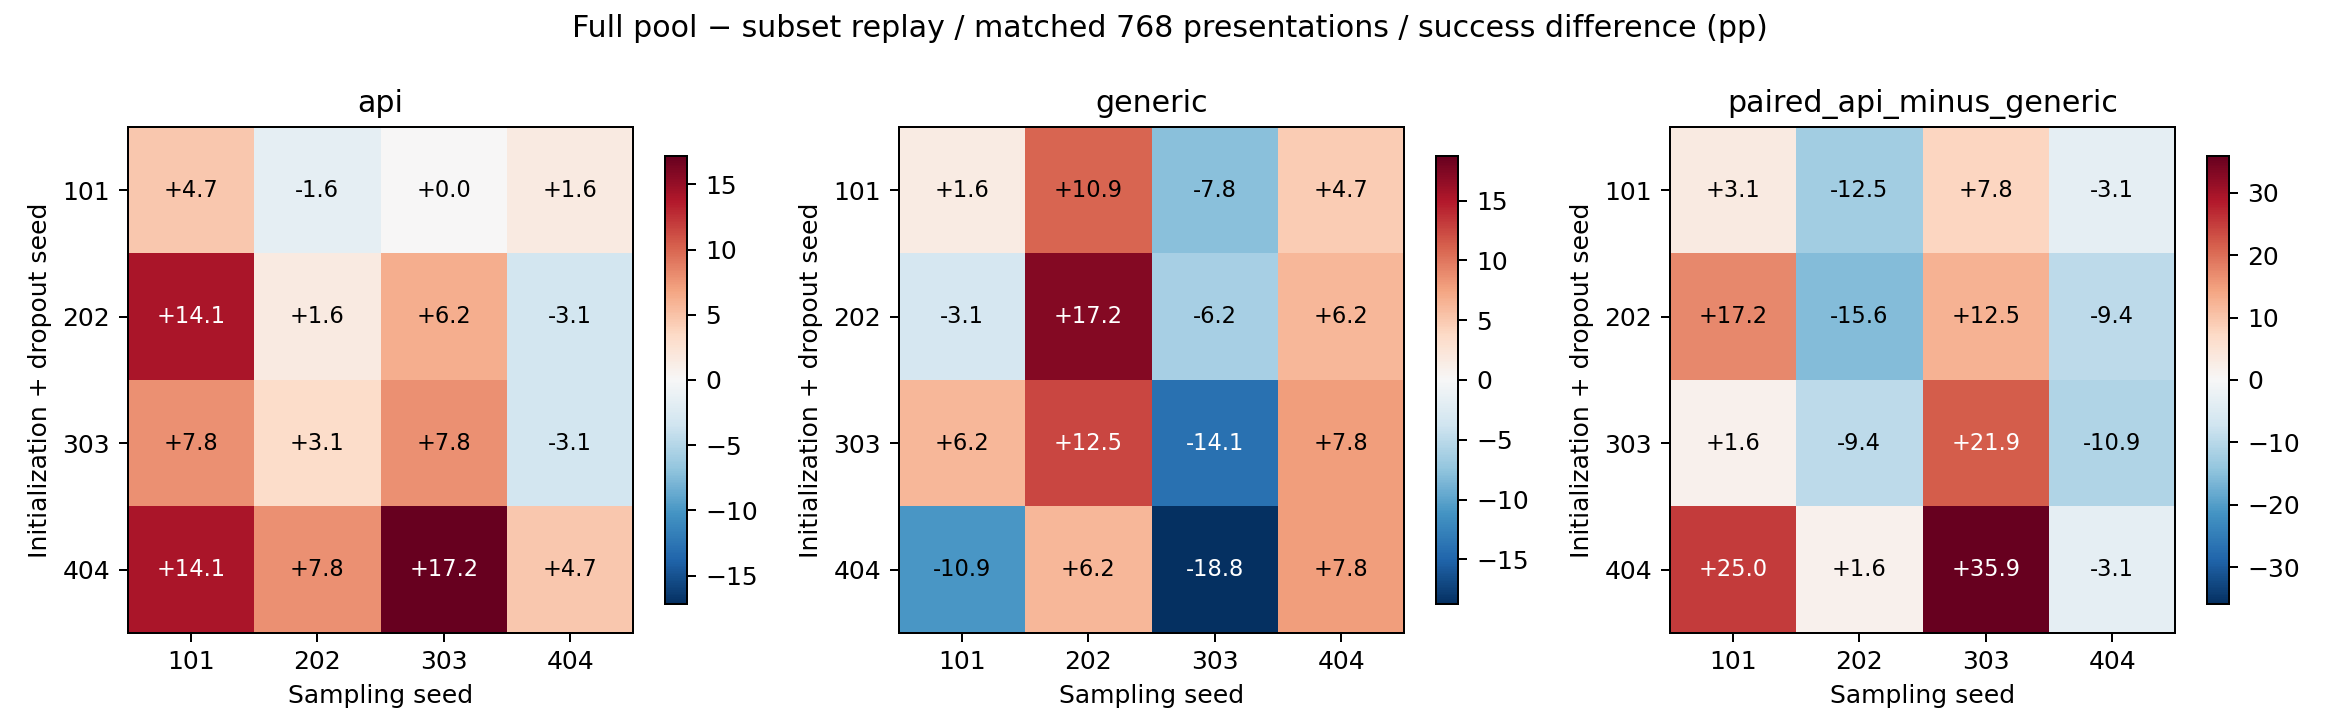 Full pool − subset replay / matched 768 presentations / success difference (pp)
api
generic
paired_api_minus_generic
Initialization + dropout seed
101
202
303
404
+4.7 -1.6 +0.0 +1.6
+14.1 +1.6 +6.2 -3.1
+7.8 +3.1 +7.8 -3.1
+14.1 +7.8 +17.2 +4.7
101 202 303 404
Sampling seed
15
10
5
0
−5
−10
−15
Initialization + dropout seed
101
202
303
404
+1.6 +10.9 -7.8 +4.7
-3.1 +17.2 -6.2 +6.2
+6.2 +12.5 -14.1 +7.8
-10.9 +6.2 -18.8 +7.8
101 202 303 404
Sampling seed
15
10
5
0
−5
−10
−15
Initialization + dropout seed
101
202
303
404
+3.1 -12.5 +7.8 -3.1
+17.2 -15.6 +12.5 -9.4
+1.6 -9.4 +21.9 -10.9
+25.0 +1.6 +35.9 -3.1
101 202 303 404
Sampling seed
30
20
10
0
−10
−20
−30